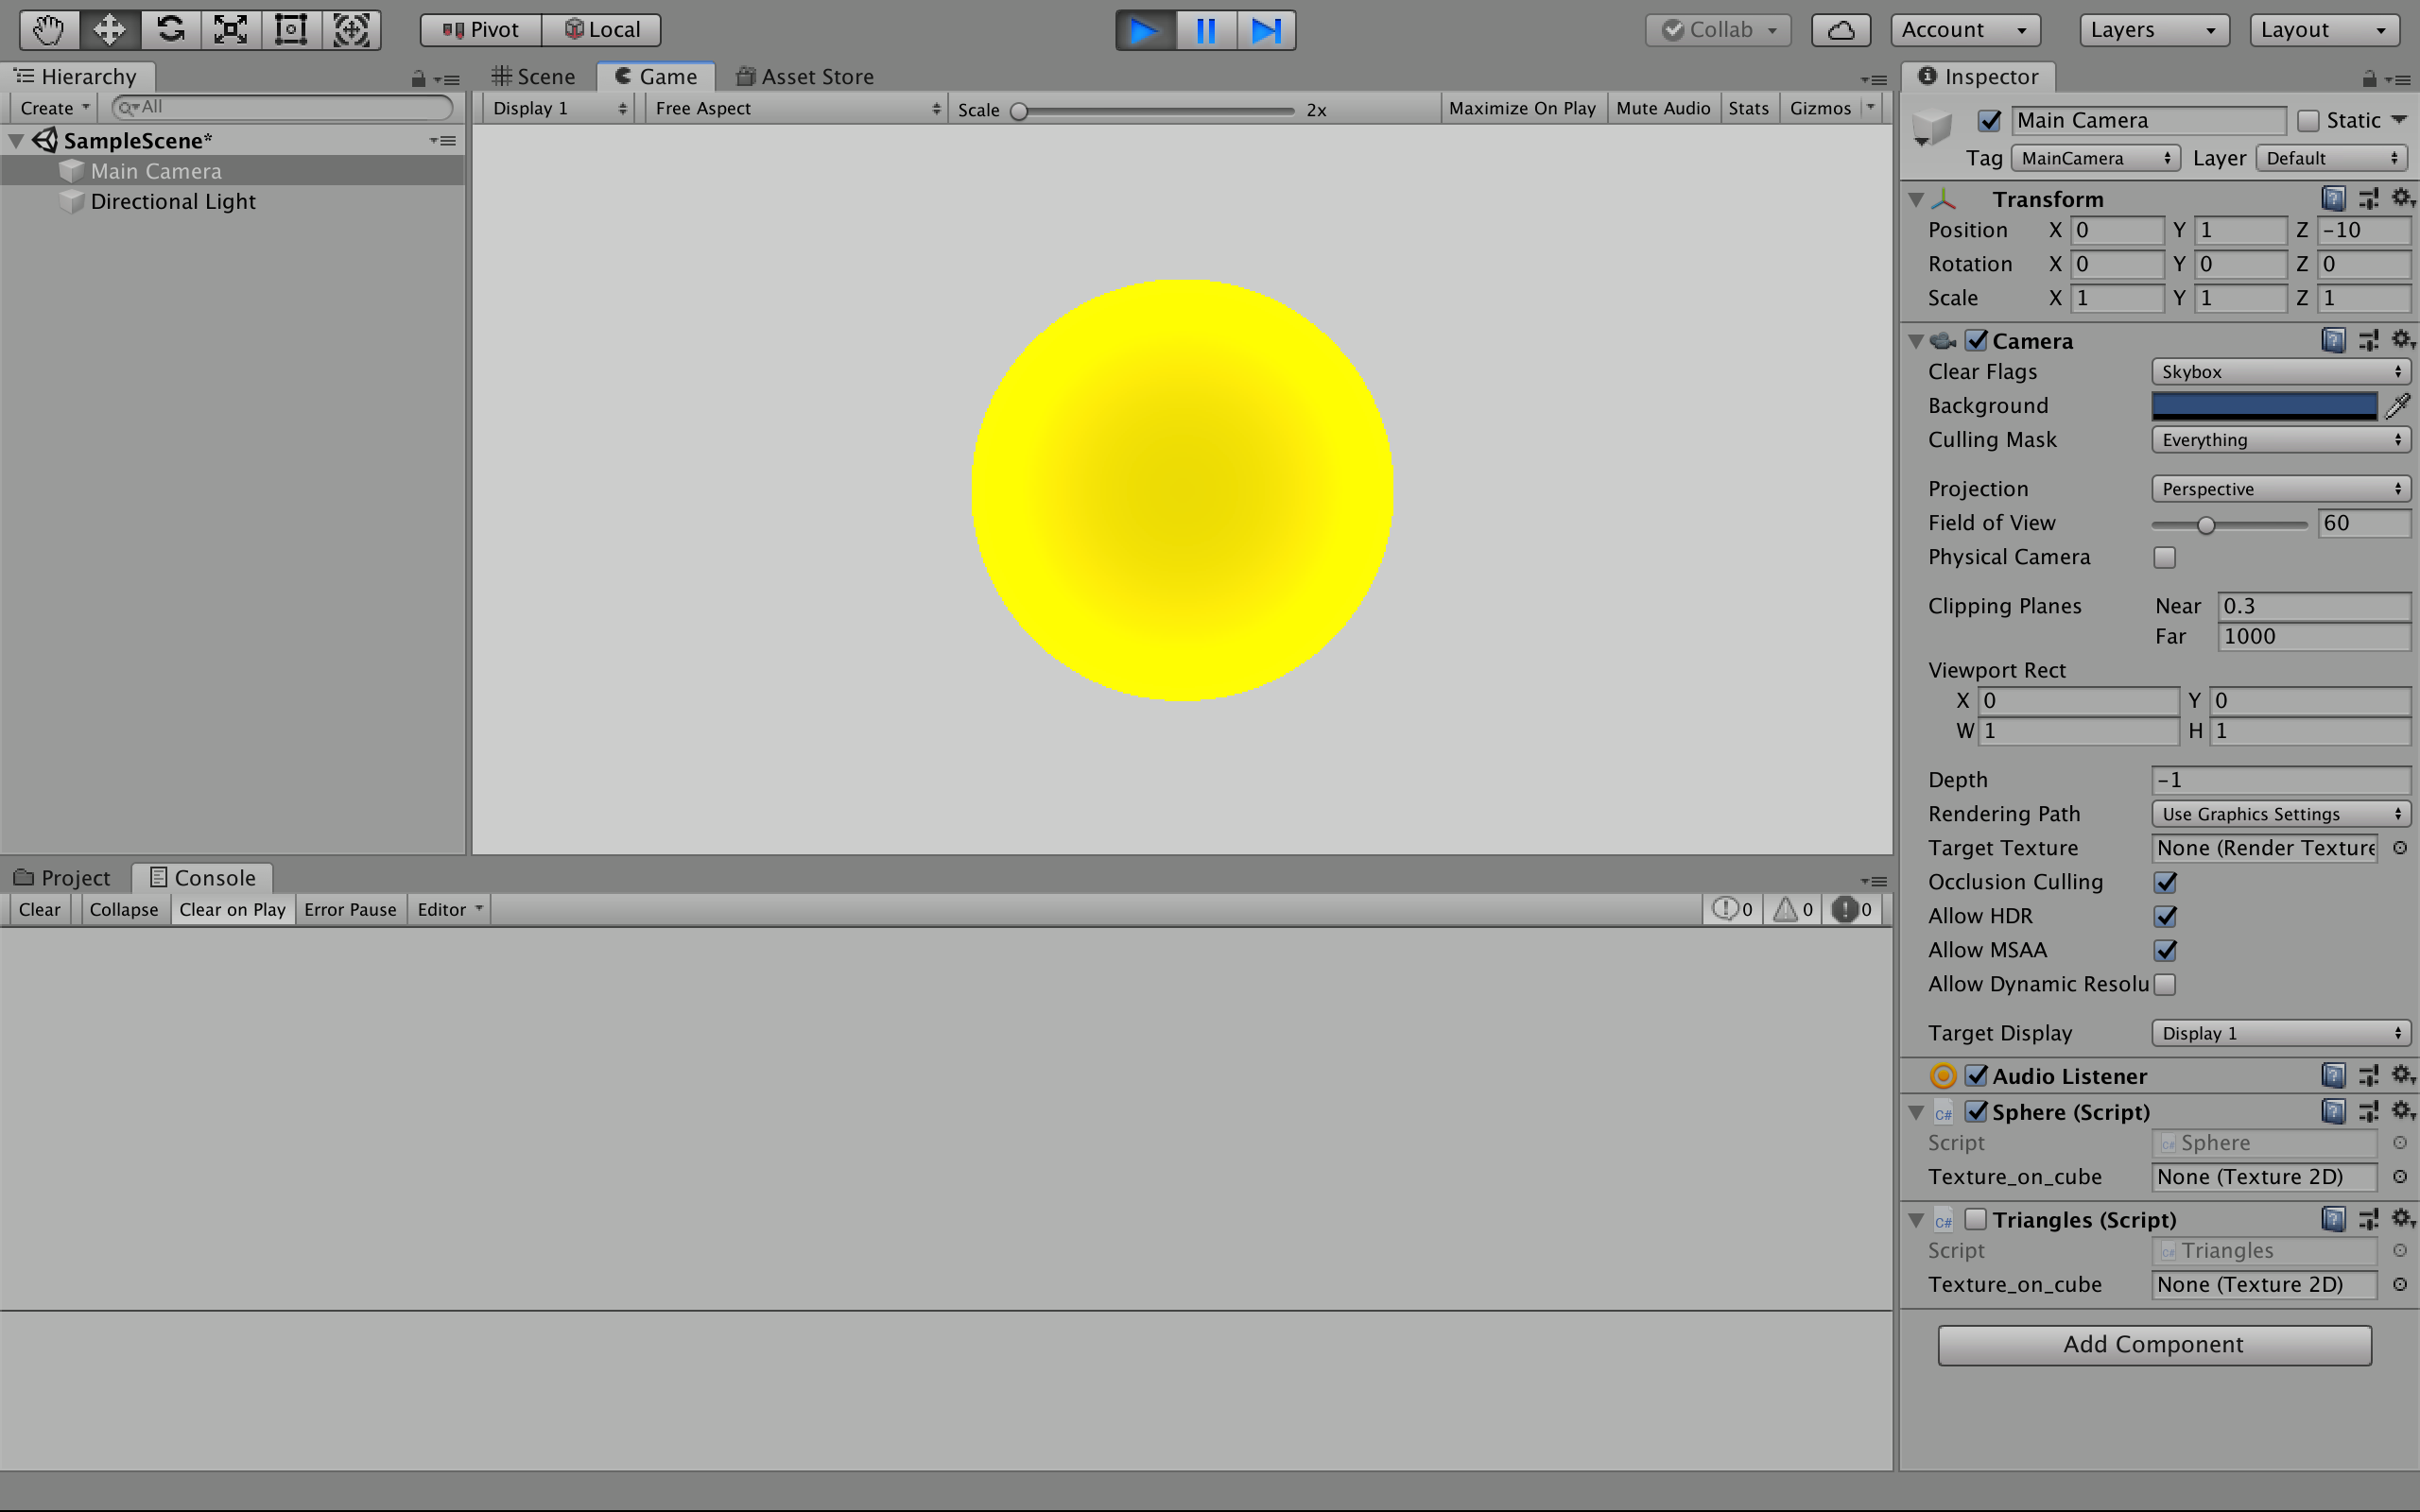 Pivot Local Collab Account Layers Layout
Hierarchy
Create All
SampleScene*
Main Camera
Directional Light
Scene Game Asset Store
Display 1 Free Aspect Scale 2x Maximize On Play Mute Audio Stats Gizmos
Project Console
Clear Collapse Clear on Play Error Pause Editor 0 0 0
Inspector
Main Camera Static
Tag MainCamera Layer Default
Transform
Position X 0 Y 1 Z -10
Rotation X 0 Y 0 Z 0
Scale X 1 Y 1 Z 1
Camera
Clear Flags Skybox
Background
Culling Mask Everything
Projection Perspective
Field of View 60
Physical Camera
Clipping Planes Near 0.3
Far 1000
Viewport Rect
X 0 Y 0
W 1 H 1
Depth -1
Rendering Path Use Graphics Settings
Target Texture None (Render Texture
Occlusion Culling
Allow HDR
Allow MSAA
Allow Dynamic Resolu
Target Display Display 1
Audio Listener
C# Sphere (Script)
Script Sphere
Texture_on_cube None (Texture 2D)
C# Triangles (Script)
Script Triangles
Texture_on_cube None (Texture 2D)
Add Component